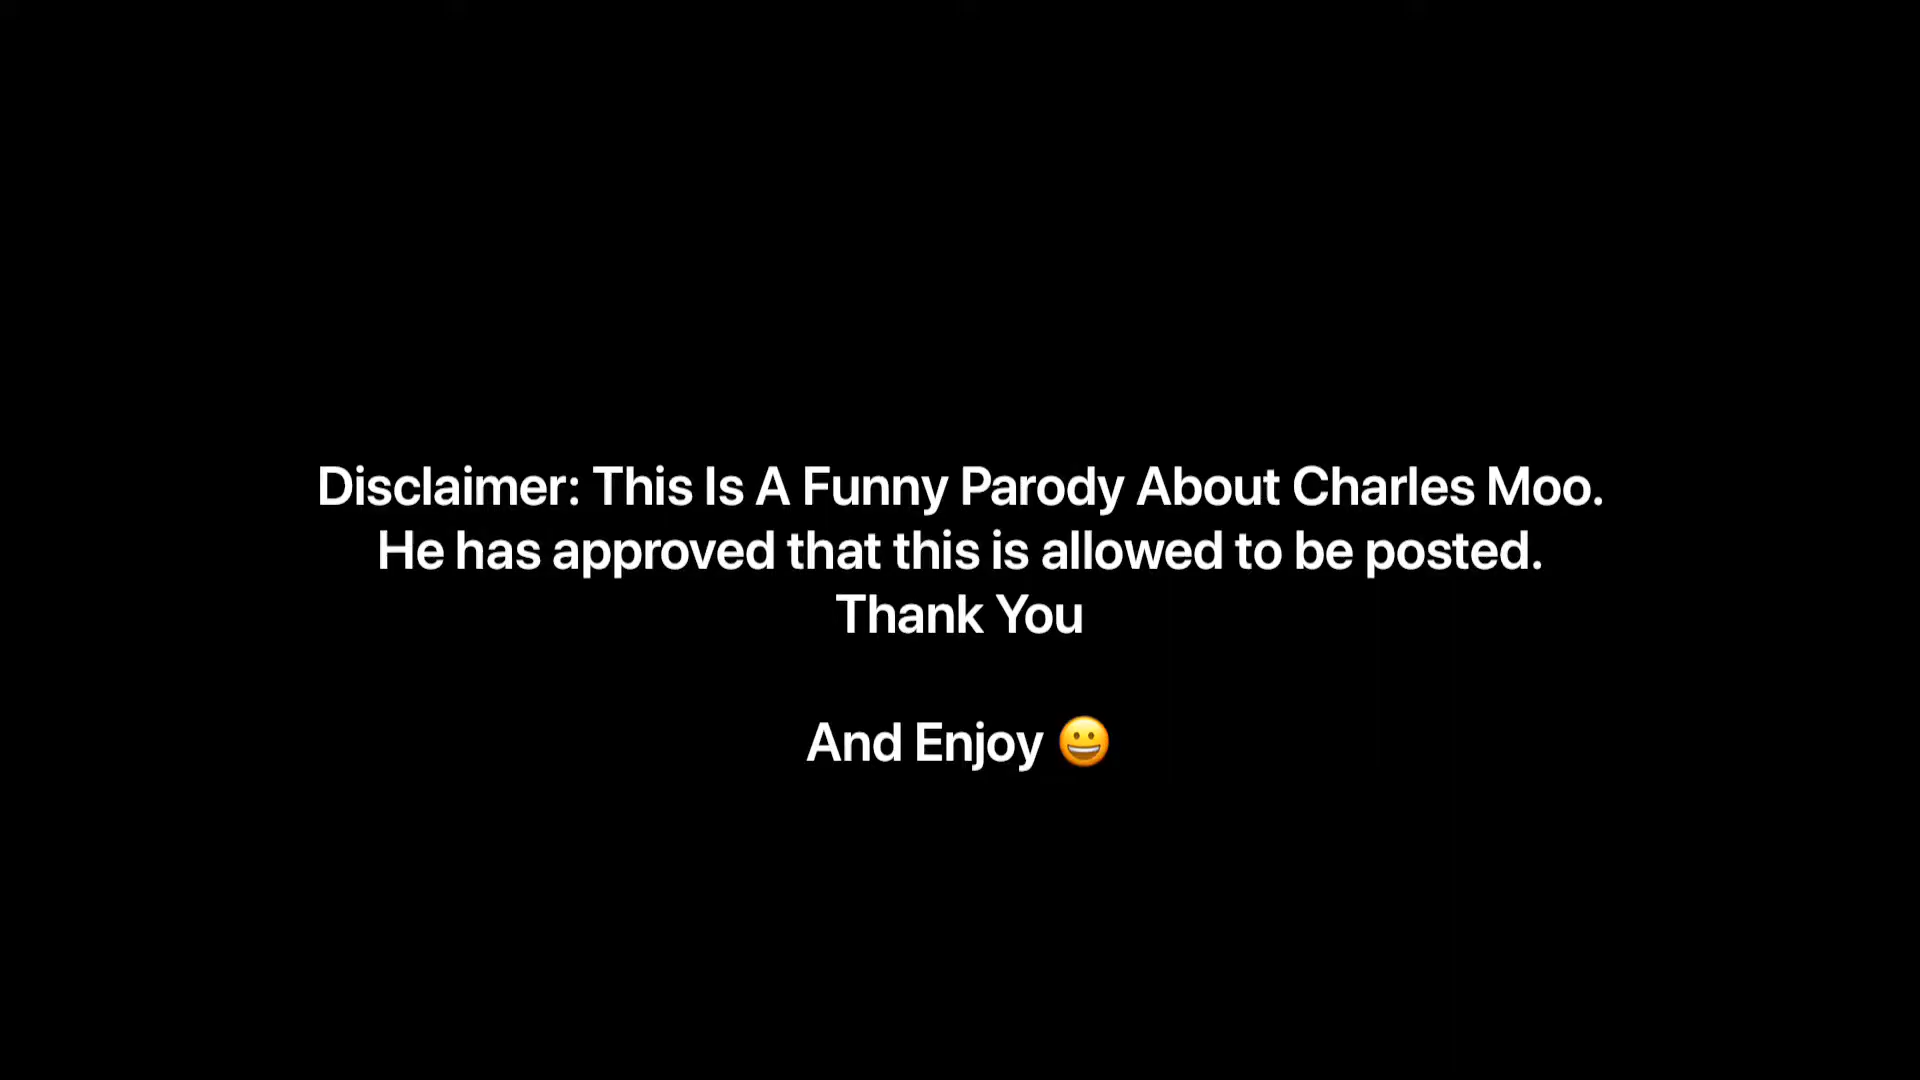 Disclaimer: This Is A Funny Parody About Charles Moo.
He has approved that this is allowed to be posted.
Thank You
And Enjoy 😀